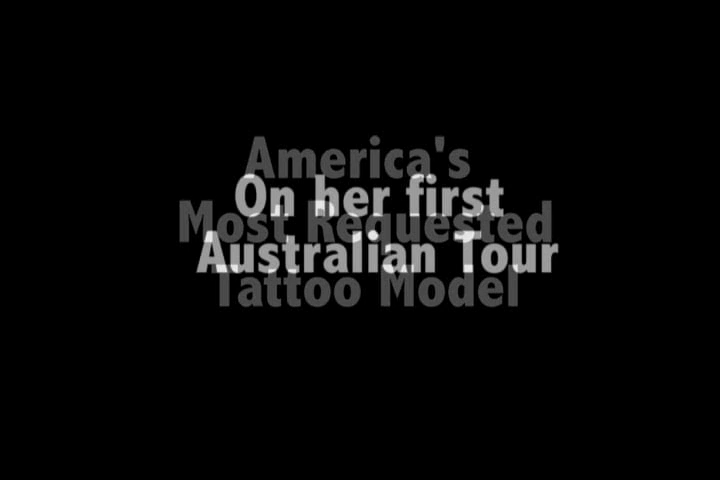 America's
On her first
Most Requested
Australian Tour
Tattoo Model